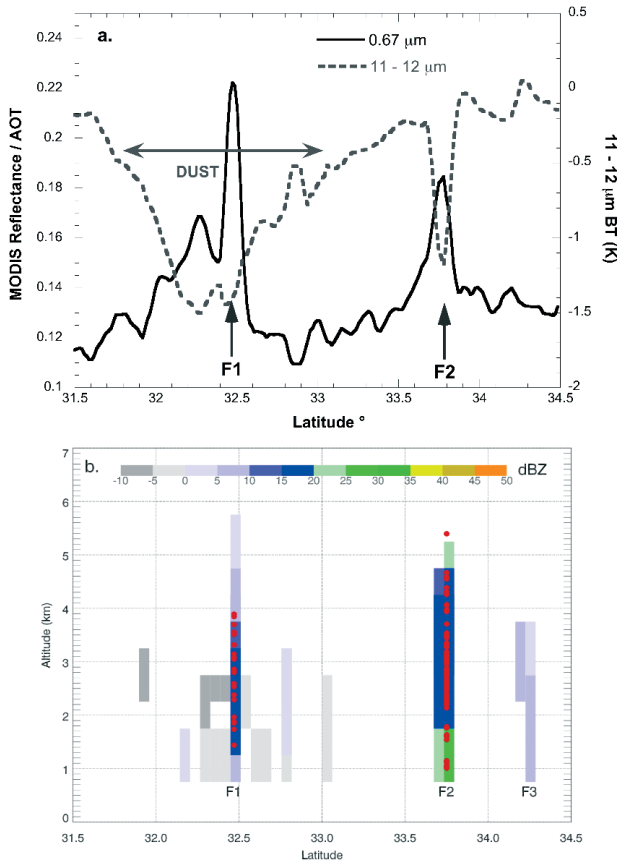 a.
0.67 μm
11 - 12 μm
DUST
F1
F2
MODIS Reflectance / AOT
0.24
0.22
0.2
0.18
0.16
0.14
0.12
0.1
0.5
0
-0.5
-1
-1.5
-2
11 - 12 μm BT (K)
31.5 32 32.5 33 33.5 34 34.5
Latitude °
b.
dBZ
-10 -5 0 5 10 15 20 25 35 40 45 50
Altitude (km)
7
6
5
4
3
2
1
0
F1 F2 F3
31.5 32.0 32.5 33.0 33.5 34.0 34.5
Latitude